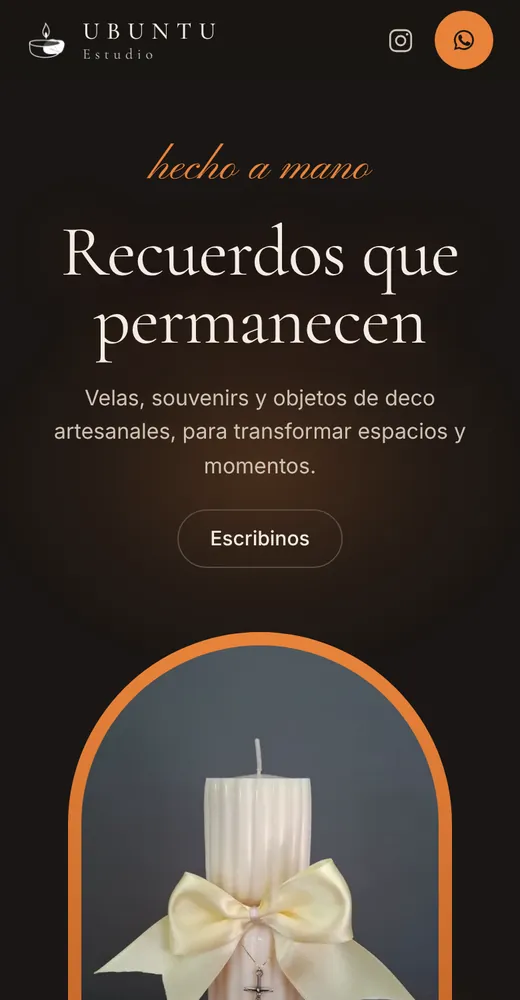 UBUNTU
Estudio
hecho a mano
Recuerdos que
permanecen
Velas, souvenirs y objetos de deco
artesanales, para transformar espacios y
momentos.
Escribinos